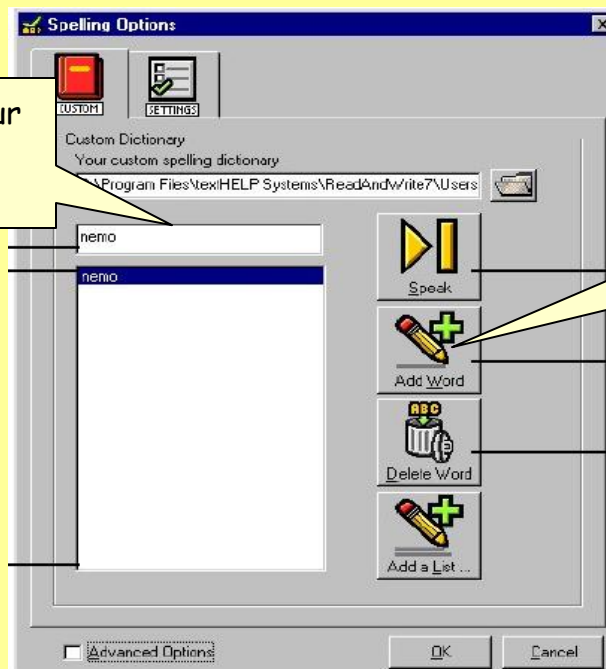 Spelling Options
ur
CUSTOM
SETTINGS
Custom Dictionary
Your custom spelling dictionary
\Program Files\textHELP Systems\ReadAndWrite7\Users
nemo
nemo
Speak
Add Word
ABC
Delete Word
Add a List ...
Advanced Options
OK
Cancel